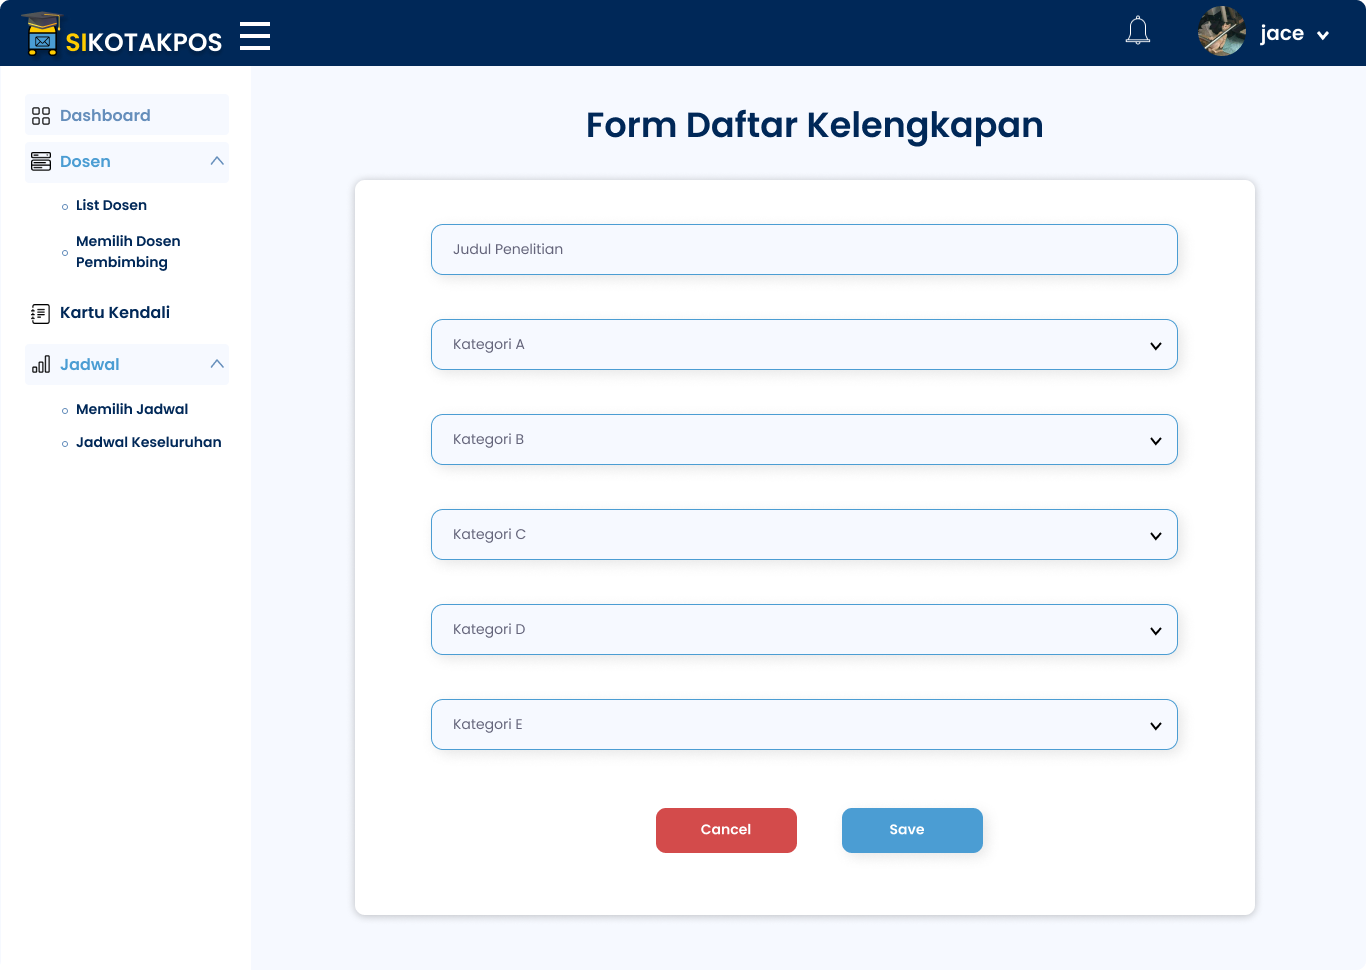 SIKOTAKPOS
jace
Dashboard
Dosen
List Dosen
Memilih Dosen
Pembimbing
Kartu Kendali
Jadwal
Memilih Jadwal
Jadwal Keseluruhan
Form Daftar Kelengkapan
Judul Penelitian
Kategori A
Kategori B
Kategori C
Kategori D
Kategori E
Cancel
Save